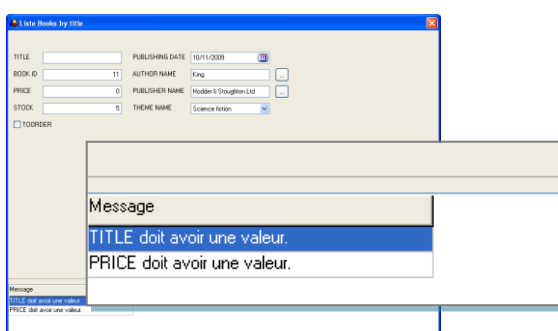 Liste Books by title
TITLE PUBLISHING DATE 10/11/2009
BOOK ID 11 AUTHOR NAME King ...
PRICE 0 PUBLISHER NAME Hodder & Stoughton Ltd ...
STOCK 5 THEME NAME Science fiction
TOORDER
Message
TITLE doit avoir une valeur.
PRICE doit avoir une valeur.
Message
TITLE doit avoir une valeur.
PRICE doit avoir une valeur.